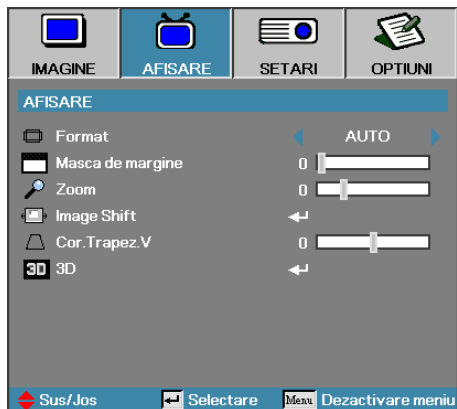 IMAGINE AFISARE SETARI OPTIUNI
AFISARE
Format AUTO
Masca de margine 0
Zoom 0
Image Shift
Cor.Trapez.V 0
3D 3D
Sus/Jos Selectare Menu Dezactivare meniu